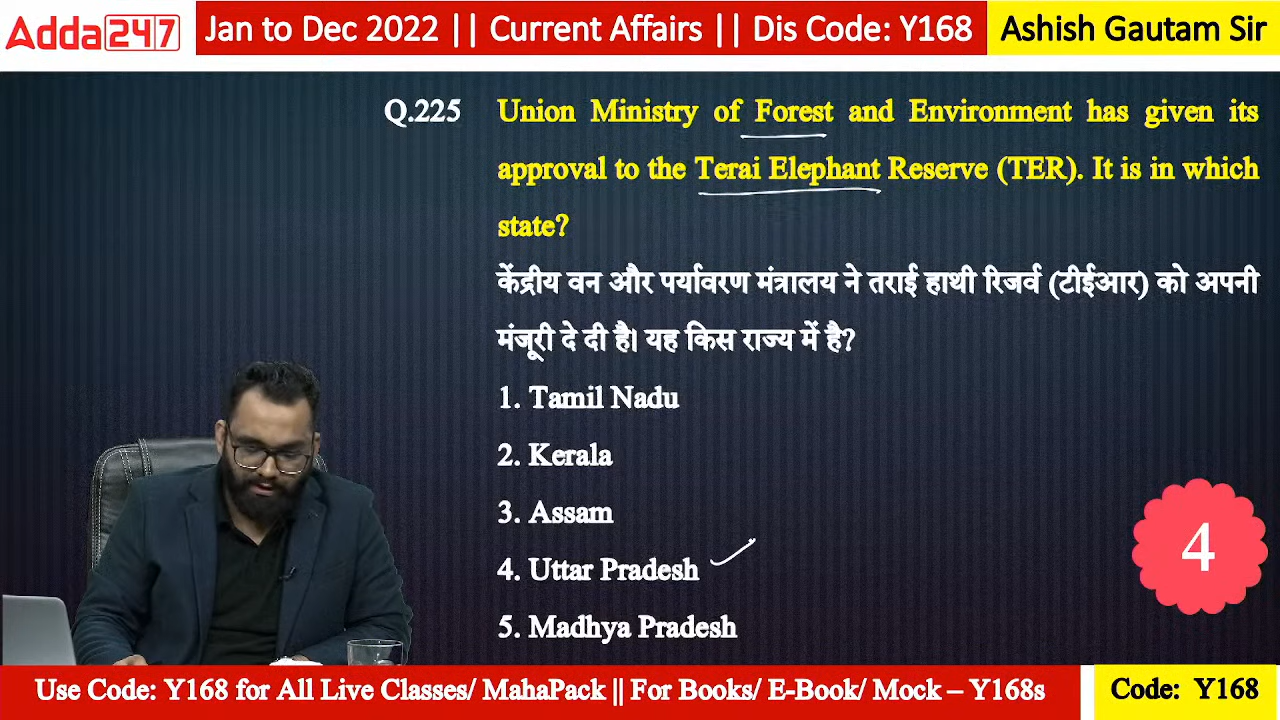 Adda247 Jan to Dec 2022 || Current Affairs || Dis Code: Y168 Ashish Gautam Sir
Q.225 Union Ministry of Forest and Environment has given its
approval to the Terai Elephant Reserve (TER). It is in which
state?
केंद्रीय वन और पर्यावरण मंत्रालय ने तराई हाथी रिजर्व (टीईआर) को अपनी
मंजूरी दे दी है। यह किस राज्य में है?
1. Tamil Nadu
2. Kerala
3. Assam
4. Uttar Pradesh
5. Madhya Pradesh
4
Use Code: Y168 for All Live Classes/ MahaPack || For Books/ E-Book/ Mock – Y168s
Code: Y168